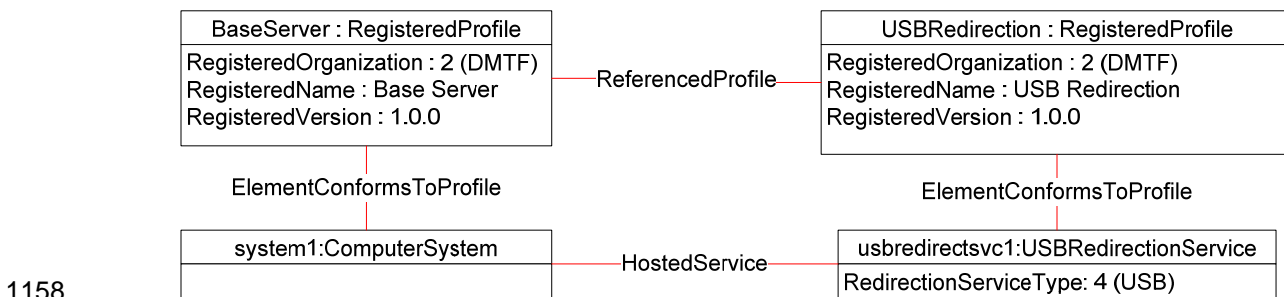 BaseServer : RegisteredProfile
RegisteredOrganization : 2 (DMTF)
RegisteredName : Base Server
RegisteredVersion : 1.0.0
ReferencedProfile
USBRedirection : RegisteredProfile
RegisteredOrganization : 2 (DMTF)
RegisteredName : USB Redirection
RegisteredVersion : 1.0.0
ElementConformsToProfile
ElementConformsToProfile
system1:ComputerSystem
HostedService
usbredirectsvc1:USBRedirectionService
RedirectionServiceType: 4 (USB)
1158